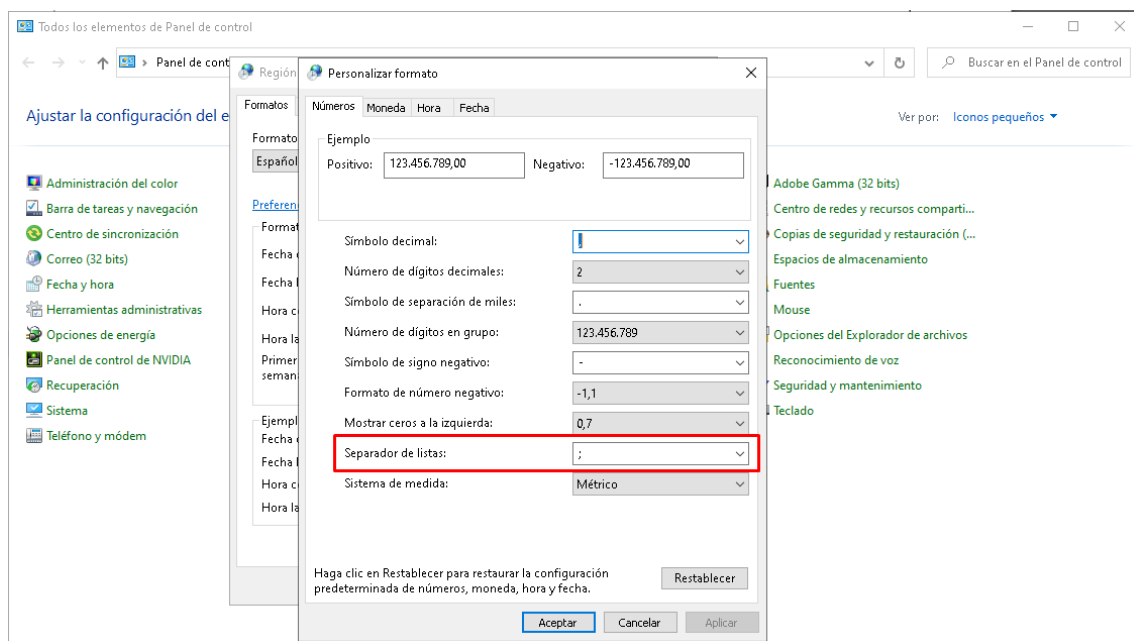 Todos los elementos de Panel de control
Panel de cont
Buscar en el Panel de control
Ajustar la configuración del e
Ver por: Iconos pequeños
Administración del color
Barra de tareas y navegación
Centro de sincronización
Correo (32 bits)
Fecha y hora
Herramientas administrativas
Opciones de energía
Panel de control de NVIDIA
Recuperación
Sistema
Teléfono y módem
Región
Formatos
Formato
Español
Preferen
Format
Fecha
Fecha
Hora c
Hora la
Primer
seman
Ejempl
Fecha
Fecha
Hora c
Hora la
Personalizar formato
Números Moneda Hora Fecha
Ejemplo
Positivo: 123.456.789,00 Negativo: -123.456.789,00
Símbolo decimal: ,
Número de dígitos decimales: 2
Símbolo de separación de miles: .
Número de dígitos en grupo: 123.456.789
Símbolo de signo negativo: -
Formato de número negativo: -1,1
Mostrar ceros a la izquierda: 0,7
Separador de listas: ;
Sistema de medida: Métrico
Haga clic en Restablecer para restaurar la configuración
predeterminada de números, moneda, hora y fecha.
Restablecer
Aceptar Cancelar Aplicar
Adobe Gamma (32 bits)
Centro de redes y recursos comparti...
Copias de seguridad y restauración (...
Espacios de almacenamiento
Fuentes
Mouse
Opciones del Explorador de archivos
Reconocimiento de voz
Seguridad y mantenimiento
Teclado